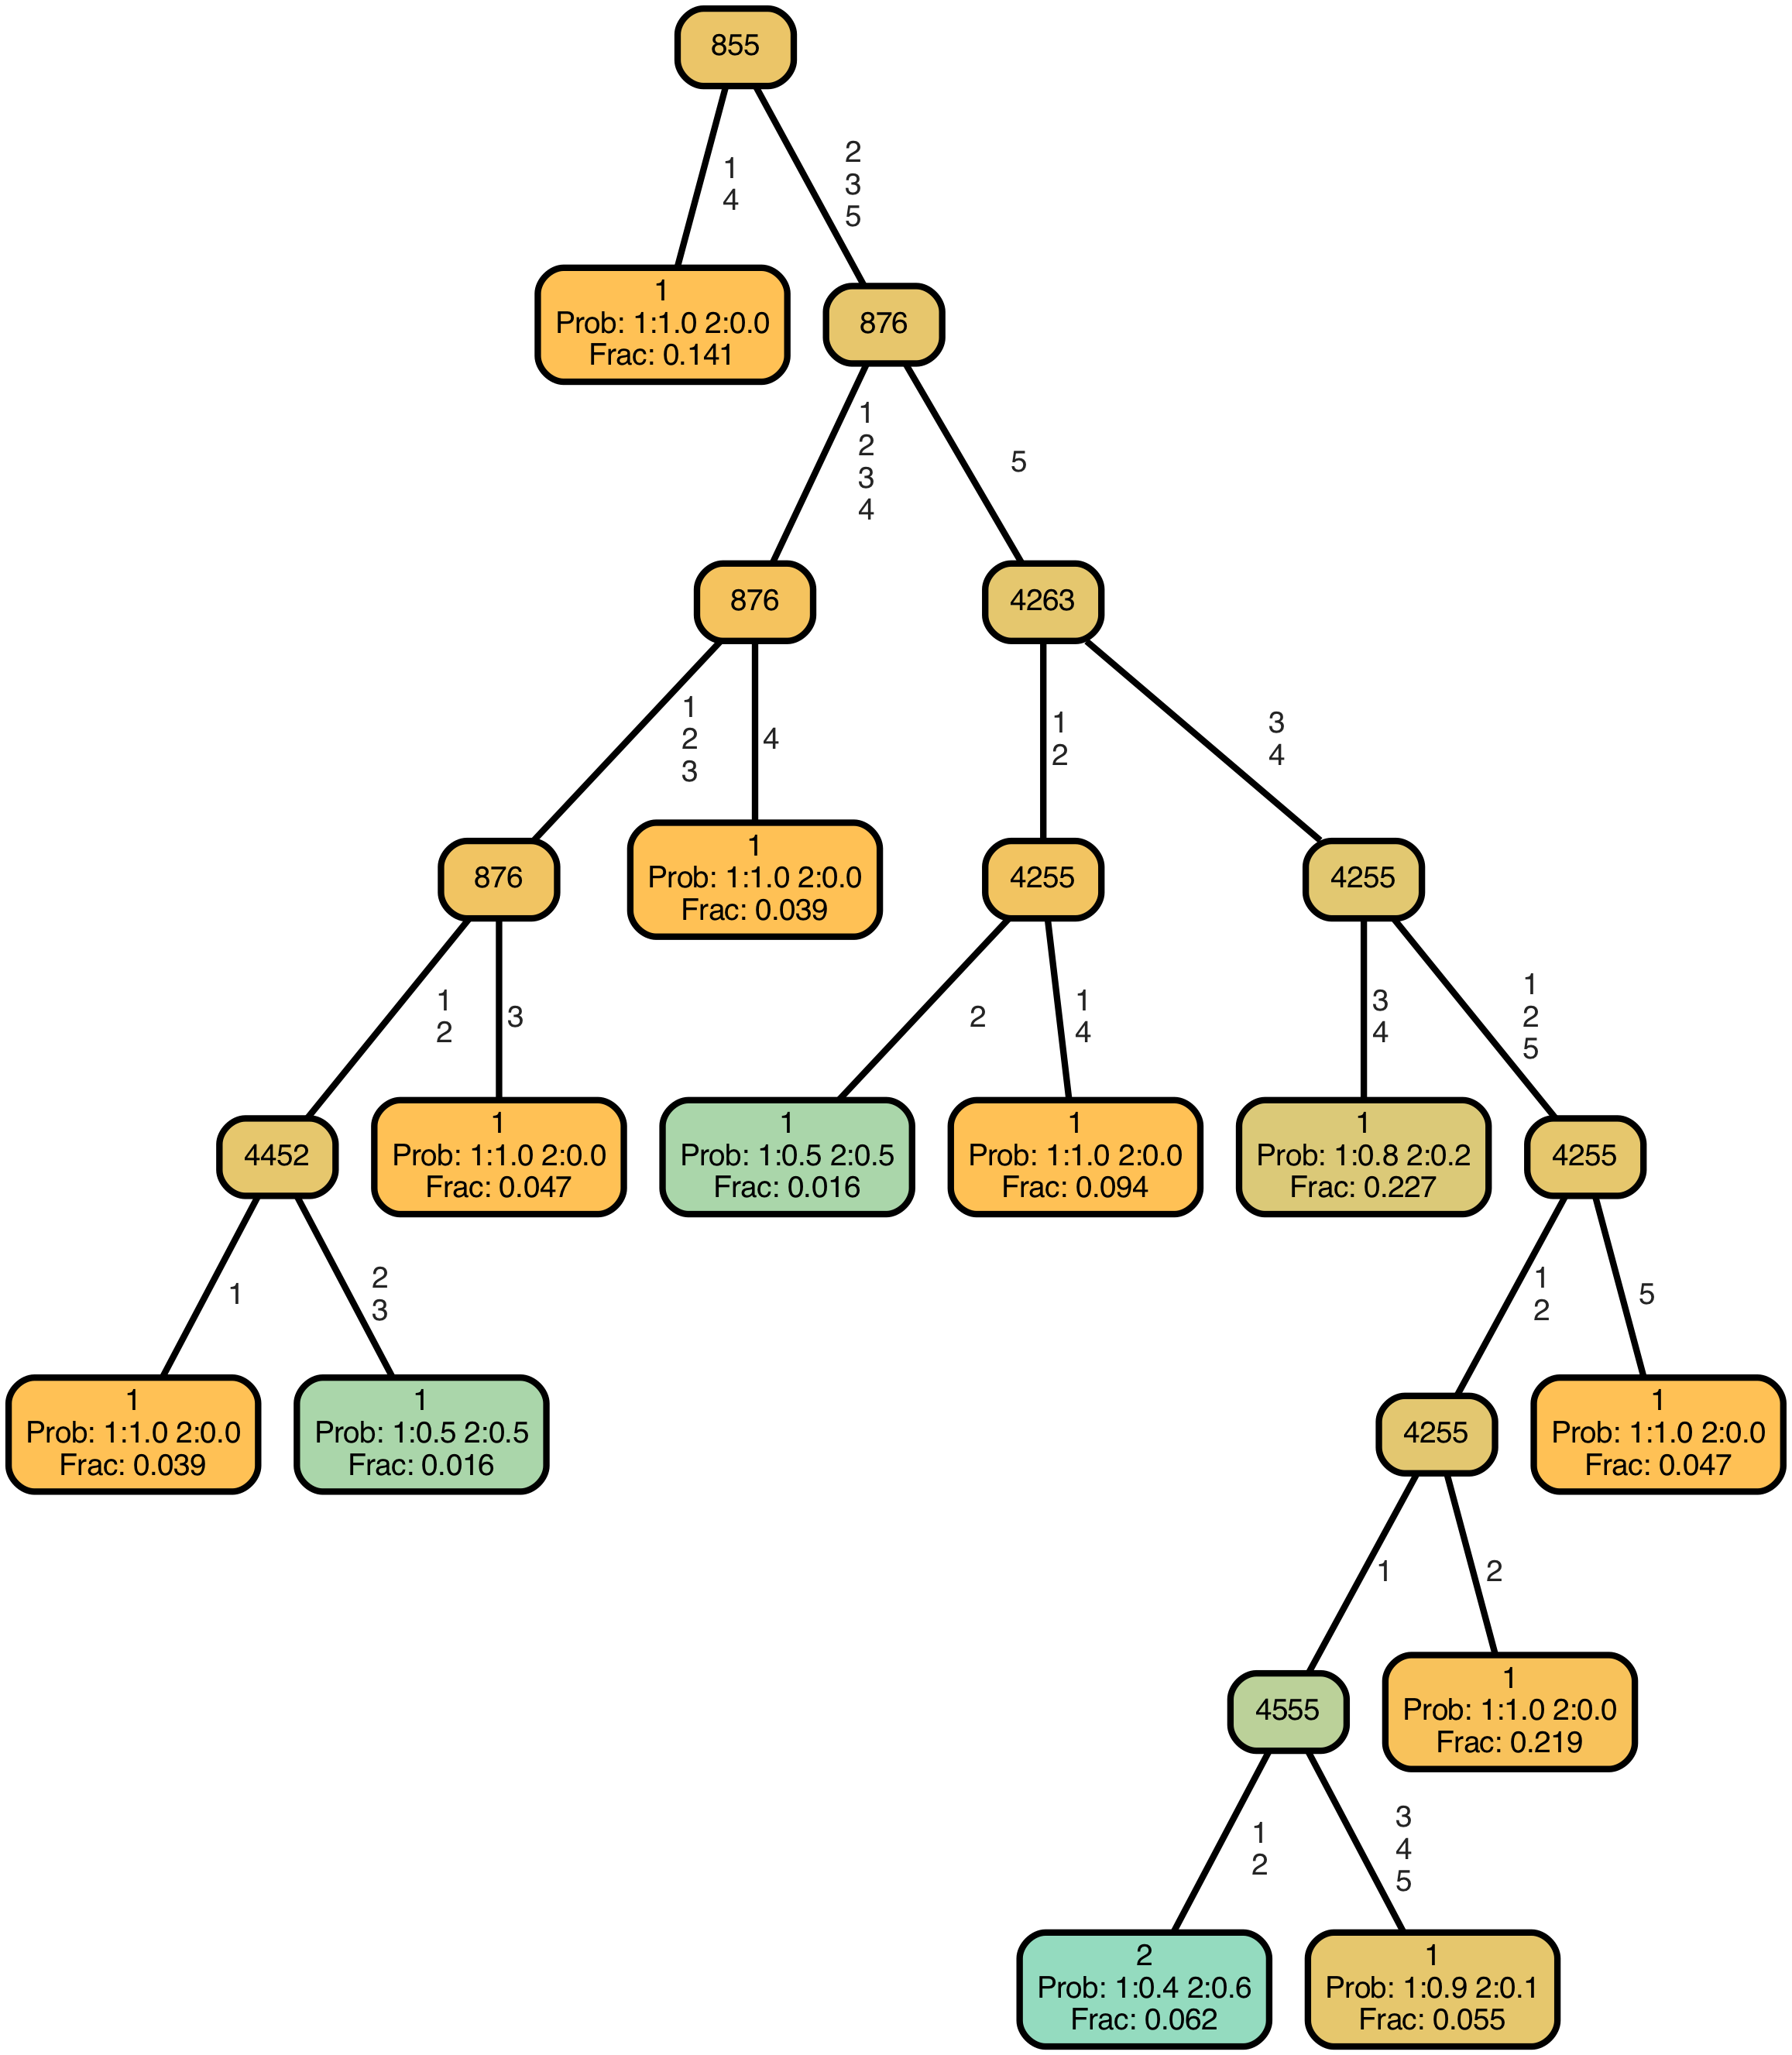 855
1
4
2
3
5
1
Prob: 1:1.0 2:0.0
Frac: 0.141
876
1
2
3
4
5
876
4263
1
2
3
4
1
2
3
4
876
1
Prob: 1:1.0 2:0.0
Frac: 0.039
4255
4255
1
2
3
2
1
4
3
4
1
2
5
4452
1
Prob: 1:1.0 2:0.0
Frac: 0.047
1
Prob: 1:0.5 2:0.5
Frac: 0.016
1
Prob: 1:1.0 2:0.0
Frac: 0.094
1
Prob: 1:0.8 2:0.2
Frac: 0.227
4255
1
2
3
1
2
5
1
Prob: 1:1.0 2:0.0
Frac: 0.039
1
Prob: 1:0.5 2:0.5
Frac: 0.016
4255
1
Prob: 1:1.0 2:0.0
Frac: 0.047
1
2
4555
1
Prob: 1:1.0 2:0.0
Frac: 0.219
1
2
3
4
5
2
Prob: 1:0.4 2:0.6
Frac: 0.062
1
Prob: 1:0.9 2:0.1
Frac: 0.055